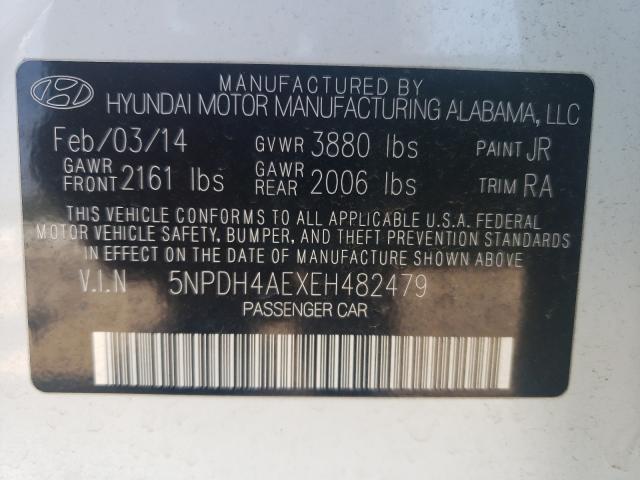 MANUFACTURED BY
HYUNDAI MOTOR MANUFACTURING ALABAMA, LLC
Feb/03/14 GVWR 3880 lbs PAINT JR
GAWR FRONT 2161 lbs GAWR REAR 2006 lbs TRIM RA
THIS VEHICLE CONFORMS TO ALL APPLICABLE U.S.A. FEDERAL
MOTOR VEHICLE SAFETY, BUMPER, AND THEFT PREVENTION
STANDARDS IN EFFECT ON THE DATE OF MANUFACTURE SHOWN ABOVE
V.I.N 5NPDH4AEXEH482479
PASSENGER CAR